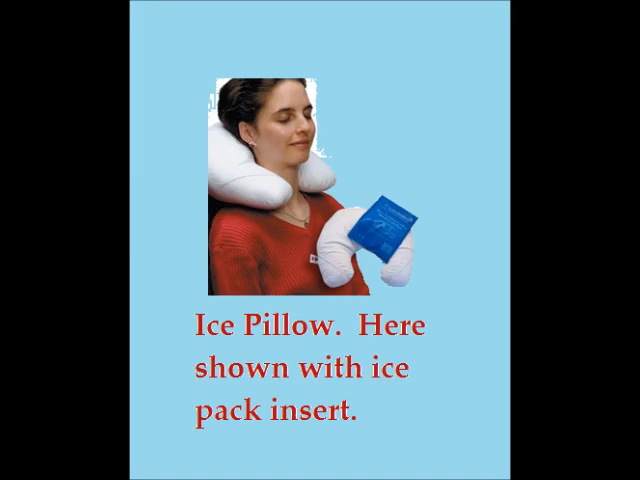 Ice Pillow.  Here
shown with ice
pack insert.